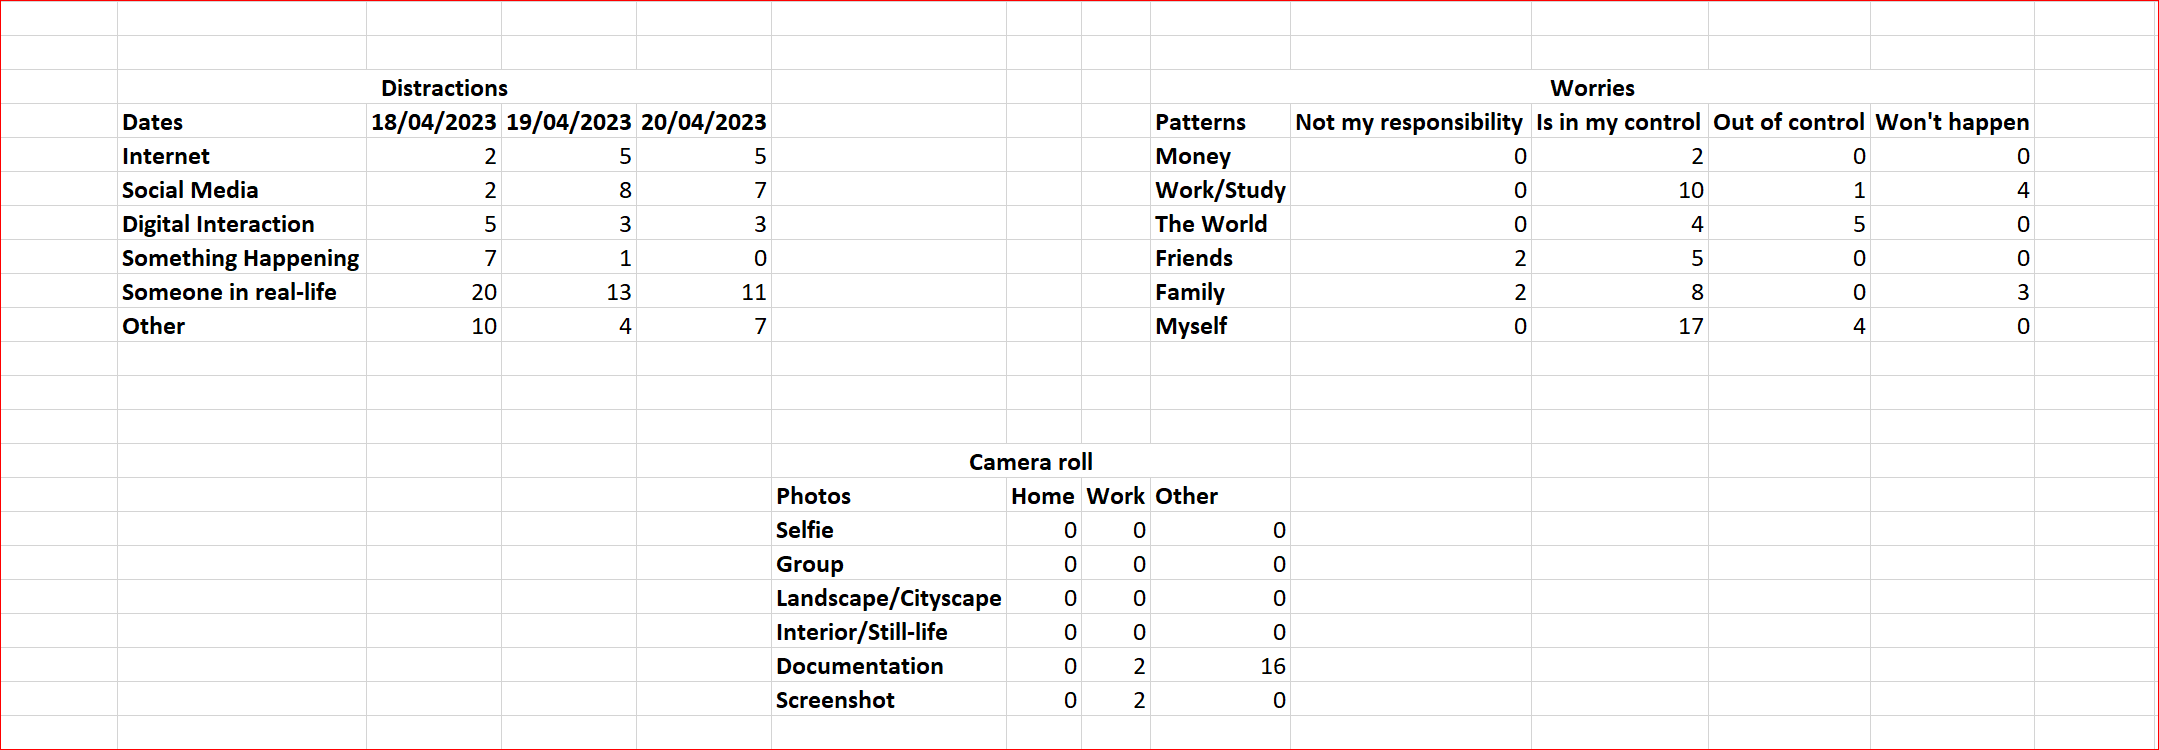 Distractions
Dates 18/04/2023 19/04/2023 20/04/2023
Internet 2 5 5
Social Media 2 8 7
Digital Interaction 5 3 3
Something Happening 7 1 0
Someone in real-life 20 13 11
Other 10 4 7
Worries
Patterns Not my responsibility Is in my control Out of control Won't happen
Money 0 2 0 0
Work/Study 0 10 1 4
The World 0 4 5 0
Friends 2 5 0 0
Family 2 8 0 3
Myself 0 17 4 0
Camera roll
Photos Home Work Other
Selfie 0 0 0
Group 0 0 0
Landscape/Cityscape 0 0 0
Interior/Still-life 0 0 0
Documentation 0 2 16
Screenshot 0 2 0